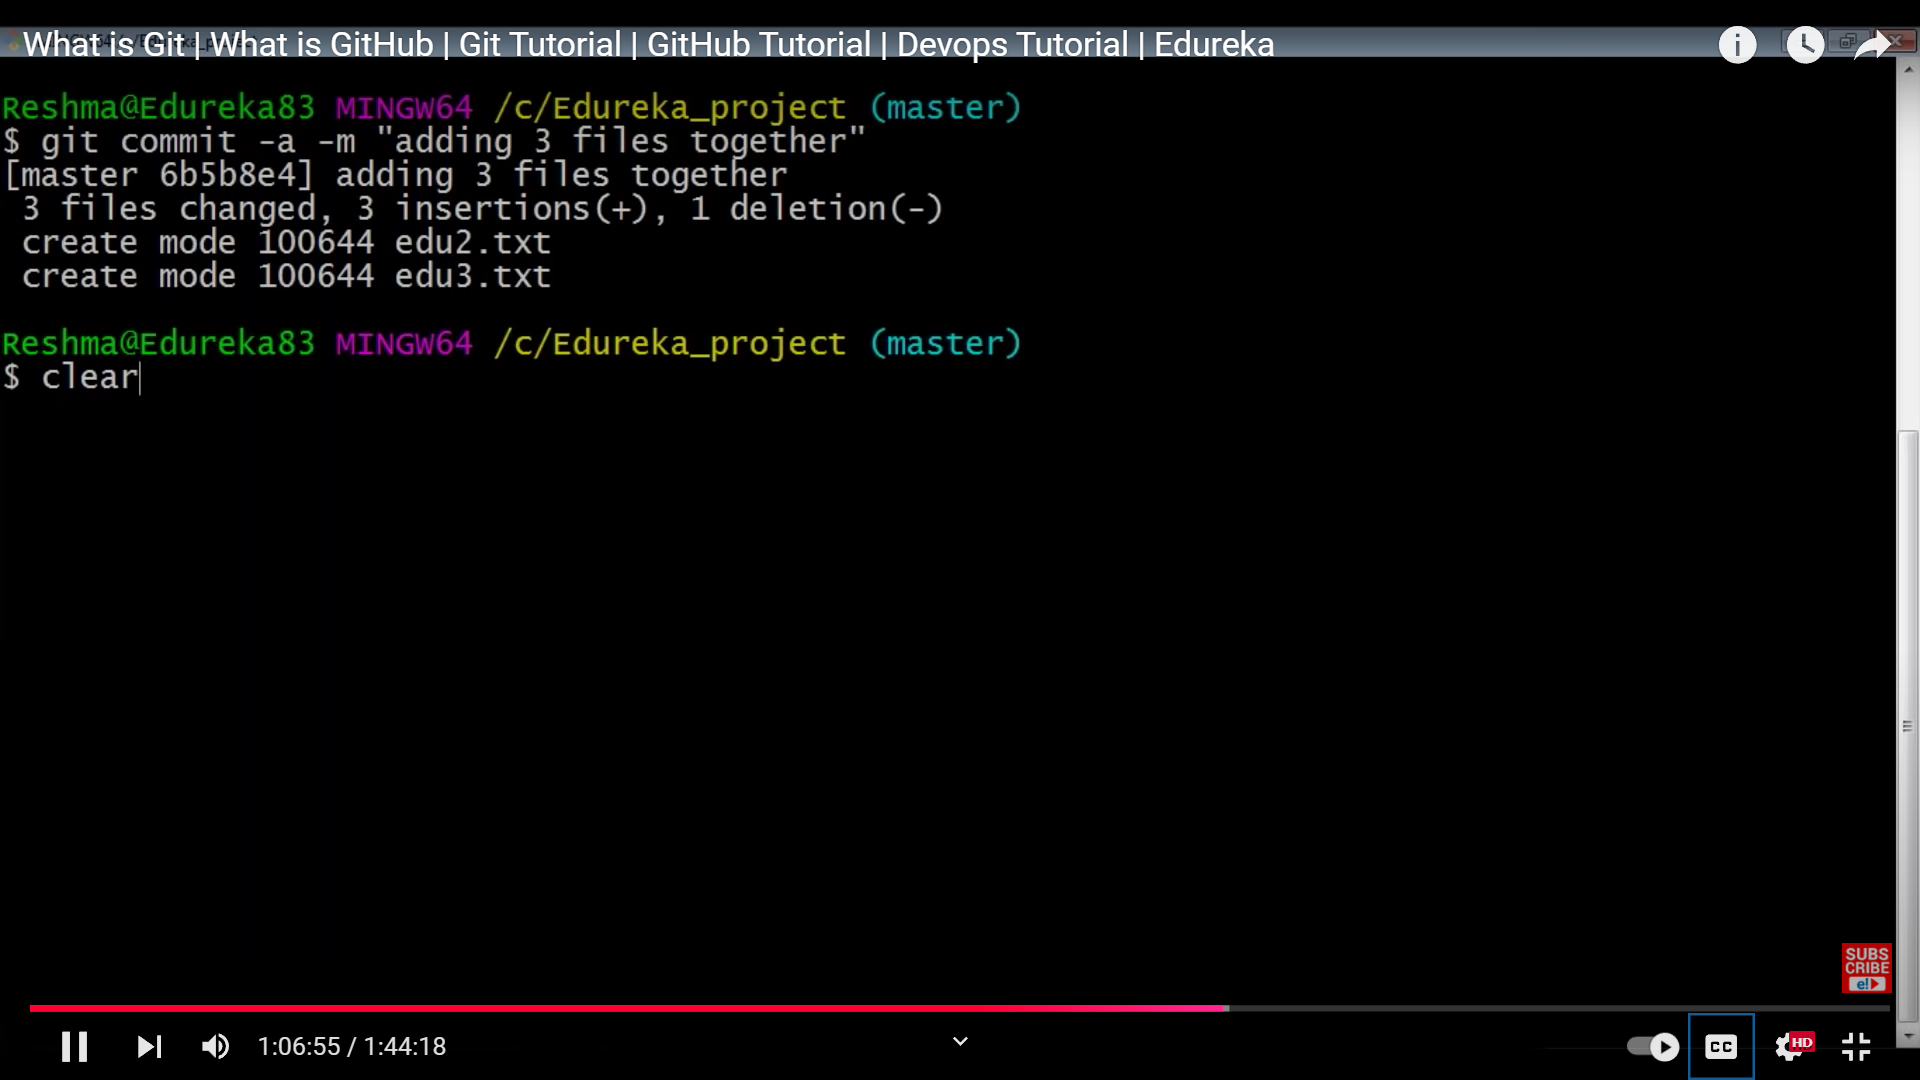 What is Git | What is GitHub | Git Tutorial | GitHub Tutorial | Devops Tutorial | Edureka
Reshma@Edureka83 MINGW64 /c/Edureka_project (master)
$ git commit -a -m "adding 3 files together"
[master 6b5b8e4] adding 3 files together
 3 files changed, 3 insertions(+), 1 deletion(-)
 create mode 100644 edu2.txt
 create mode 100644 edu3.txt
Reshma@Edureka83 MINGW64 /c/Edureka_project (master)
$ clear
SUBS
CRIBE
e!
1:06:55 / 1:44:18
CC
HD